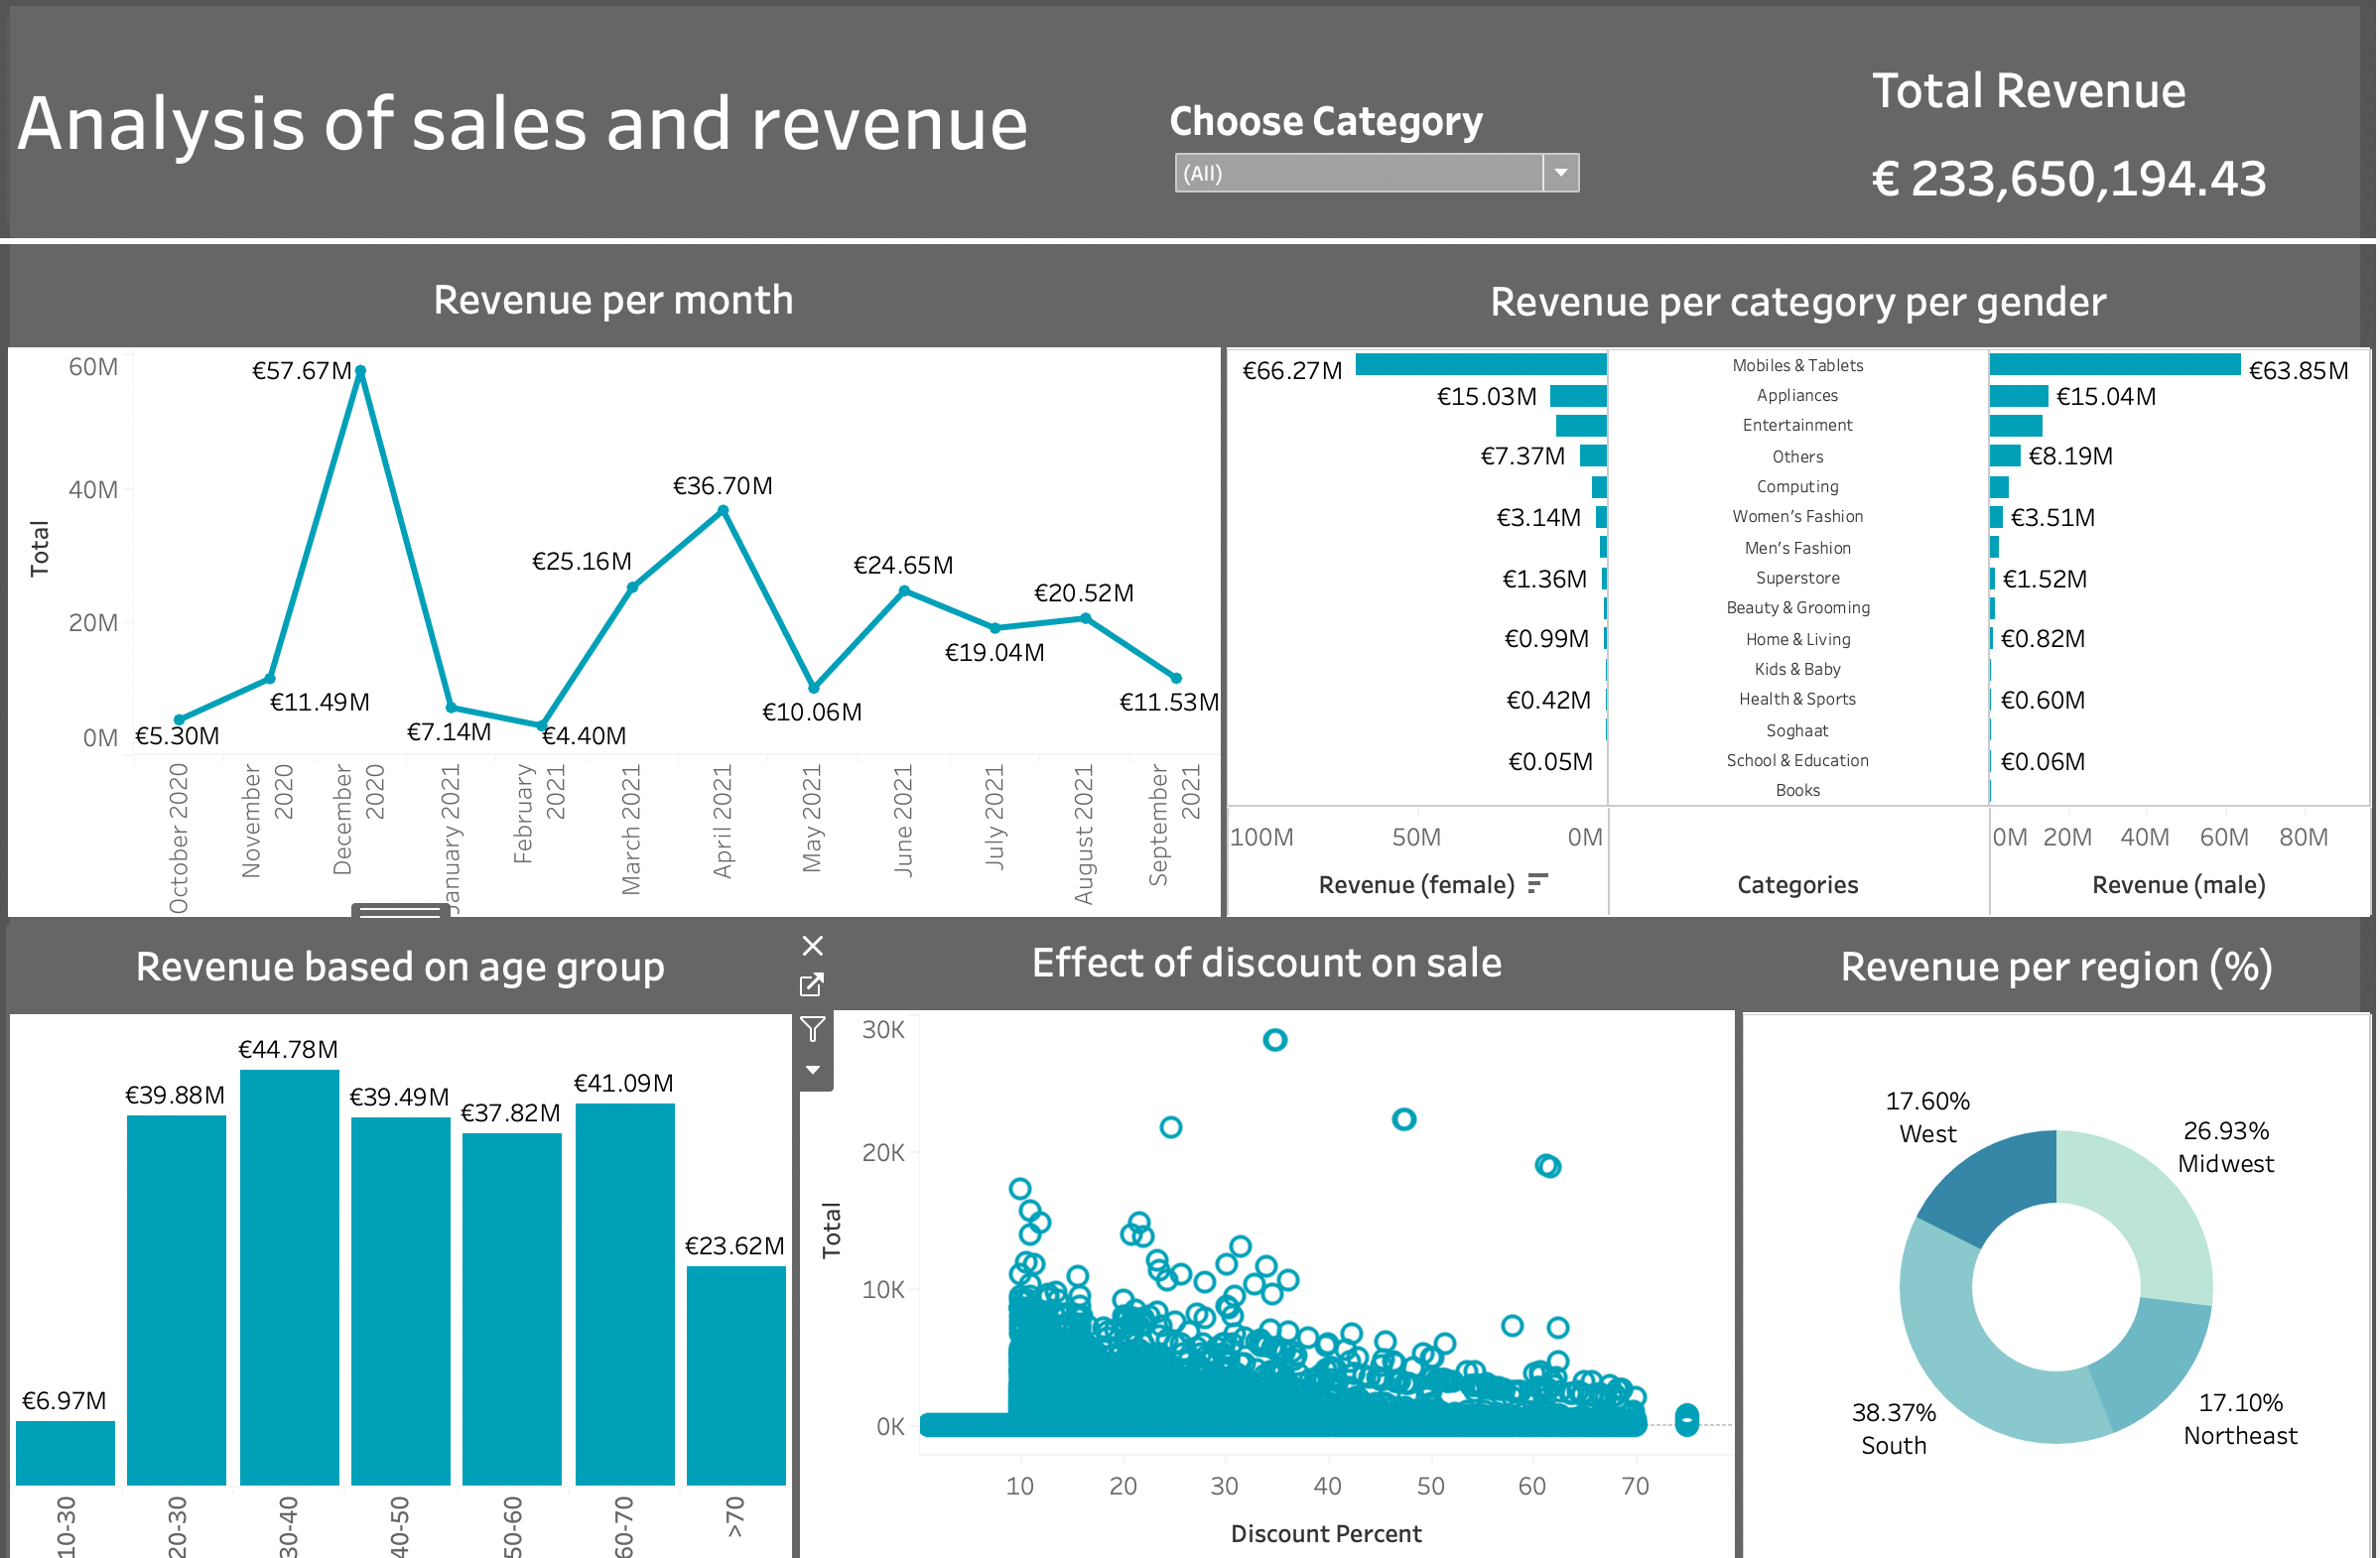 Analysis of sales and revenue
Choose Category
(All)
Total Revenue
€ 233,650,194.43
Revenue per month
60M
40M
20M
0M
Total
€57.67M
€36.70M
€25.16M
€24.65M
€20.52M
€19.04M
€11.49M
€10.06M
€11.53M
€5.30M
€7.14M
€4.40M
October 2020
November
2020
December
2020
January 2021
February
2021
March 2021
April 2021
May 2021
June 2021
July 2021
August 2021
September
2021
Revenue per category per gender
€66.27M Mobiles & Tablets €63.85M
€15.03M Appliances €15.04M
Entertainment
€7.37M Others €8.19M
Computing
€3.14M Women's Fashion €3.51M
Men's Fashion
€1.36M Superstore €1.52M
Beauty & Grooming
€0.99M Home & Living €0.82M
Kids & Baby
€0.42M Health & Sports €0.60M
Soghaat
€0.05M School & Education €0.06M
Books
100M 50M 0M 0M 20M 40M 60M 80M
Revenue (female) Categories Revenue (male)
Revenue based on age group
€44.78M
€41.09M
€39.88M
€39.49M
€37.82M
€23.62M
€6.97M
10-30
20-30
30-40
40-50
50-60
60-70
>70
Effect of discount on sale
30K
20K
10K
0K
Total
10 20 30 40 50 60 70
Discount Percent
Revenue per region (%)
17.60%
West
26.93%
Midwest
38.37%
South
17.10%
Northeast